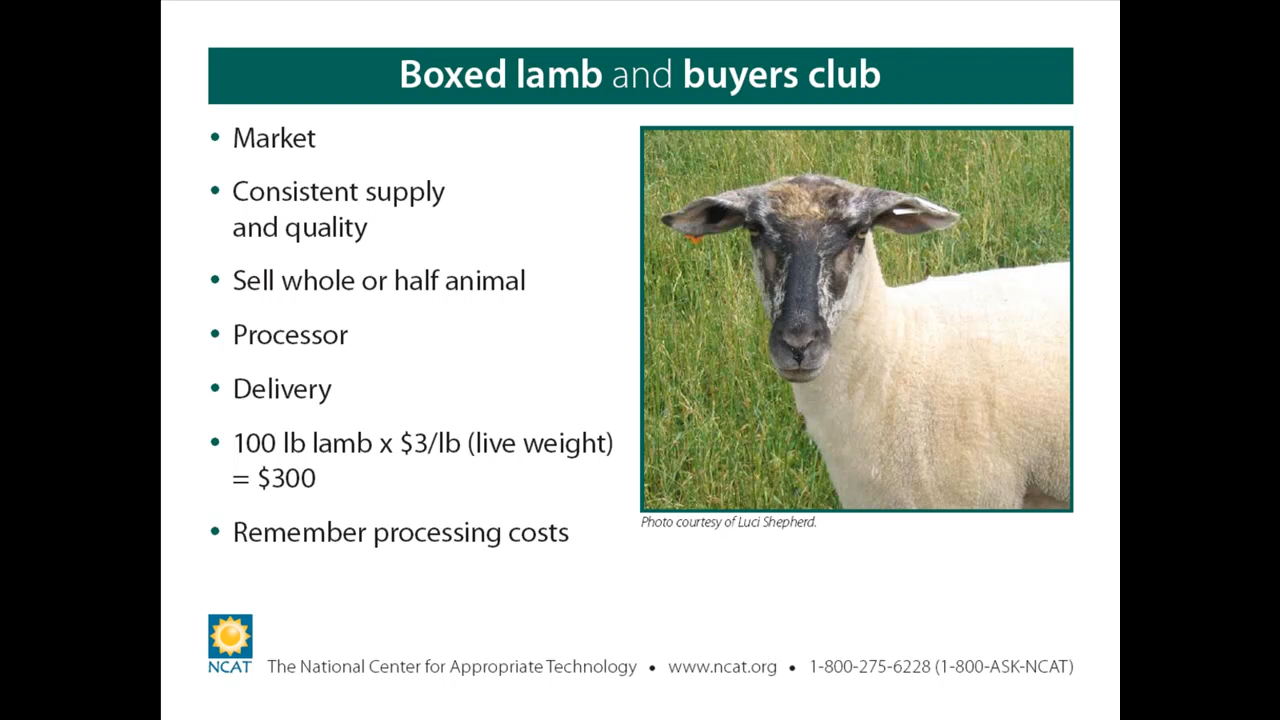 Boxed lamb and buyers club
• Market
• Consistent supply
and quality
• Sell whole or half animal
• Processor
• Delivery
• 100 lb lamb x $3/lb (live weight)
= $300
• Remember processing costs
Photo courtesy of Luci Shepherd.
NCAT
The National Center for Appropriate Technology • www.ncat.org • 1-800-275-6228 (1-800-ASK-NCAT)